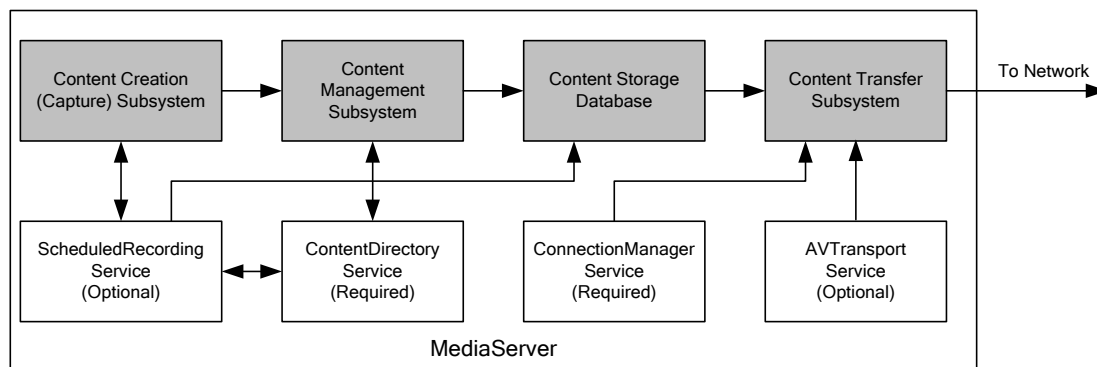 Content Creation
(Capture) Subsystem
Content
Management
Subsystem
Content Storage
Database
Content Transfer
Subsystem
To Network
ScheduledRecording
Service
(Optional)
ContentDirectory
Service
(Required)
ConnectionManager
Service
(Required)
AVTransport
Service
(Optional)
MediaServer